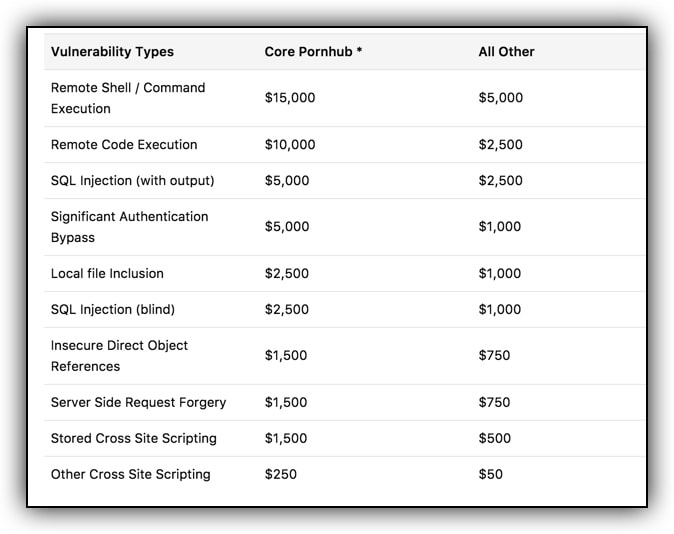 Vulnerability Types Core Pornhub * All Other
Remote Shell / Command
Execution
$15,000 $5,000
Remote Code Execution $10,000 $2,500
SQL Injection (with output) $5,000 $2,500
Significant Authentication
Bypass
$5,000 $1,000
Local file Inclusion $2,500 $1,000
SQL Injection (blind) $2,500 $1,000
Insecure Direct Object
References
$1,500 $750
Server Side Request Forgery $1,500 $750
Stored Cross Site Scripting $1,500 $500
Other Cross Site Scripting $250 $50